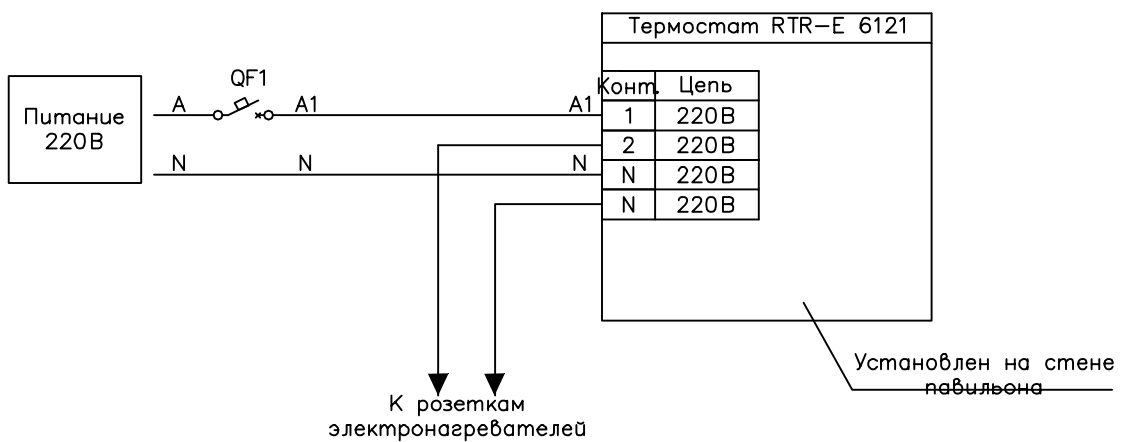 Термостат RTR-E 6121
Питание
220В
A QF1 A1 A1
N N N
Конт. Цепь
1 220В
2 220В
N 220В
N 220В
Установлен на стене
павильона
К розеткам
электронагревателей